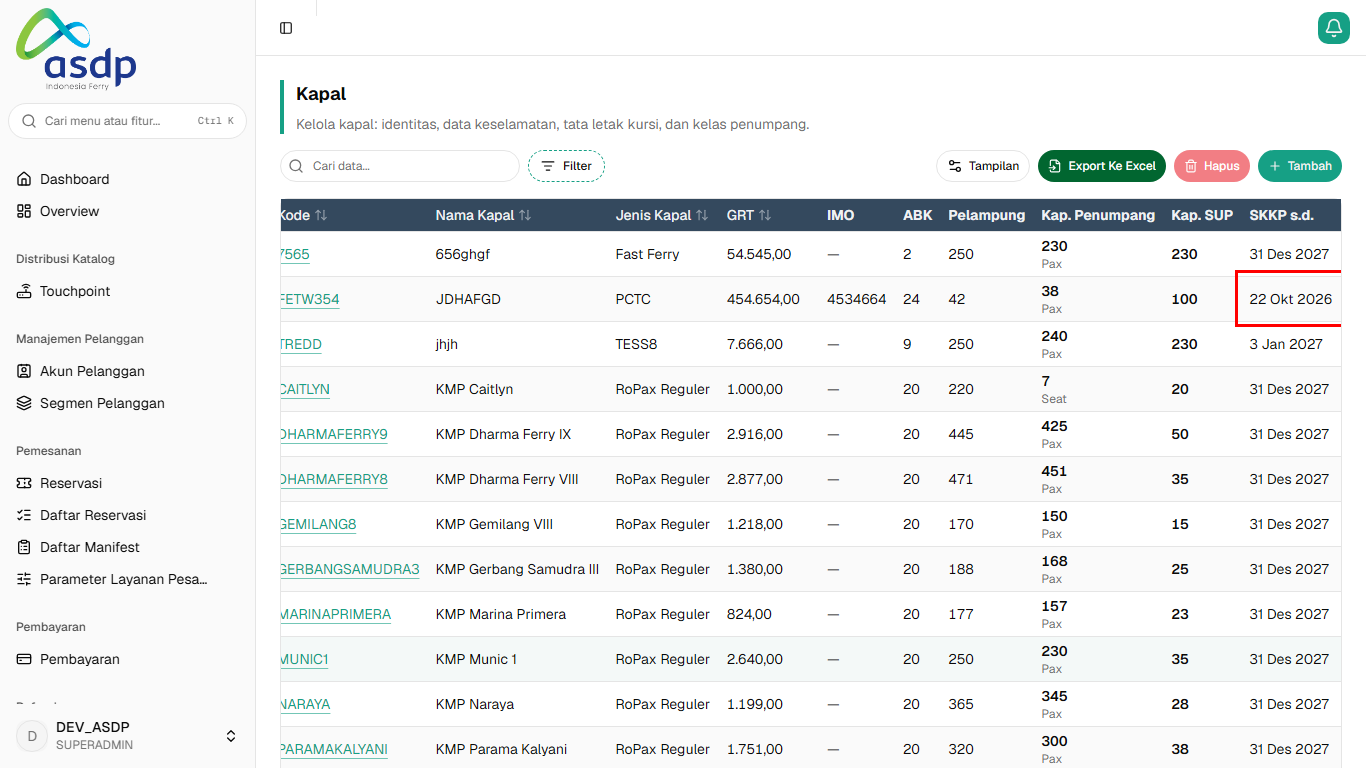 asdp
Indonesia Ferry
Cari menu atau fitur...
Ctrl K
Dashboard
Overview
Distribusi Katalog
Touchpoint
Manajemen Pelanggan
Akun Pelanggan
Segmen Pelanggan
Pemesanan
Reservasi
Daftar Reservasi
Daftar Manifest
Parameter Layanan Pesa...
Pembayaran
Pembayaran
D
DEV_ASDP
SUPERADMIN
Kapal
Kelola kapal: identitas, data keselamatan, tata letak kursi, dan kelas penumpang.
Cari data...
Filter
Tampilan
Export Ke Excel
Hapus
Tambah
Kode Nama Kapal Jenis Kapal GRT IMO ABK Pelampung Kap. Penumpang Kap. SUP SKKP s.d.
7565 656ghgf Fast Ferry 54.545,00 — 2 250 230 Pax 230 31 Des 2027
FETW354 JDHAFGD PCTC 454.654,00 4534664 24 42 38 Pax 100 22 Okt 2026
TREDD jhjh TESS8 7.666,00 — 9 250 240 Pax 230 3 Jan 2027
CAITLYN KMP Caitlyn RoPax Reguler 1.000,00 — 20 220 7 Seat 20 31 Des 2027
DHARMAFERRY9 KMP Dharma Ferry IX RoPax Reguler 2.916,00 — 20 445 425 Pax 50 31 Des 2027
DHARMAFERRY8 KMP Dharma Ferry VIII RoPax Reguler 2.877,00 — 20 471 451 Pax 35 31 Des 2027
GEMILANG8 KMP Gemilang VIII RoPax Reguler 1.218,00 — 20 170 150 Pax 15 31 Des 2027
GERBANGSAMUDRA3 KMP Gerbang Samudra III RoPax Reguler 1.380,00 — 20 188 168 Pax 25 31 Des 2027
MARINAPRIMERA KMP Marina Primera RoPax Reguler 824,00 — 20 177 157 Pax 23 31 Des 2027
MUNIC1 KMP Munic 1 RoPax Reguler 2.640,00 — 20 250 230 Pax 35 31 Des 2027
NARAYA KMP Naraya RoPax Reguler 1.199,00 — 20 365 345 Pax 28 31 Des 2027
PARAMAKALYANI KMP Parama Kalyani RoPax Reguler 1.751,00 — 20 320 300 Pax 38 31 Des 2027